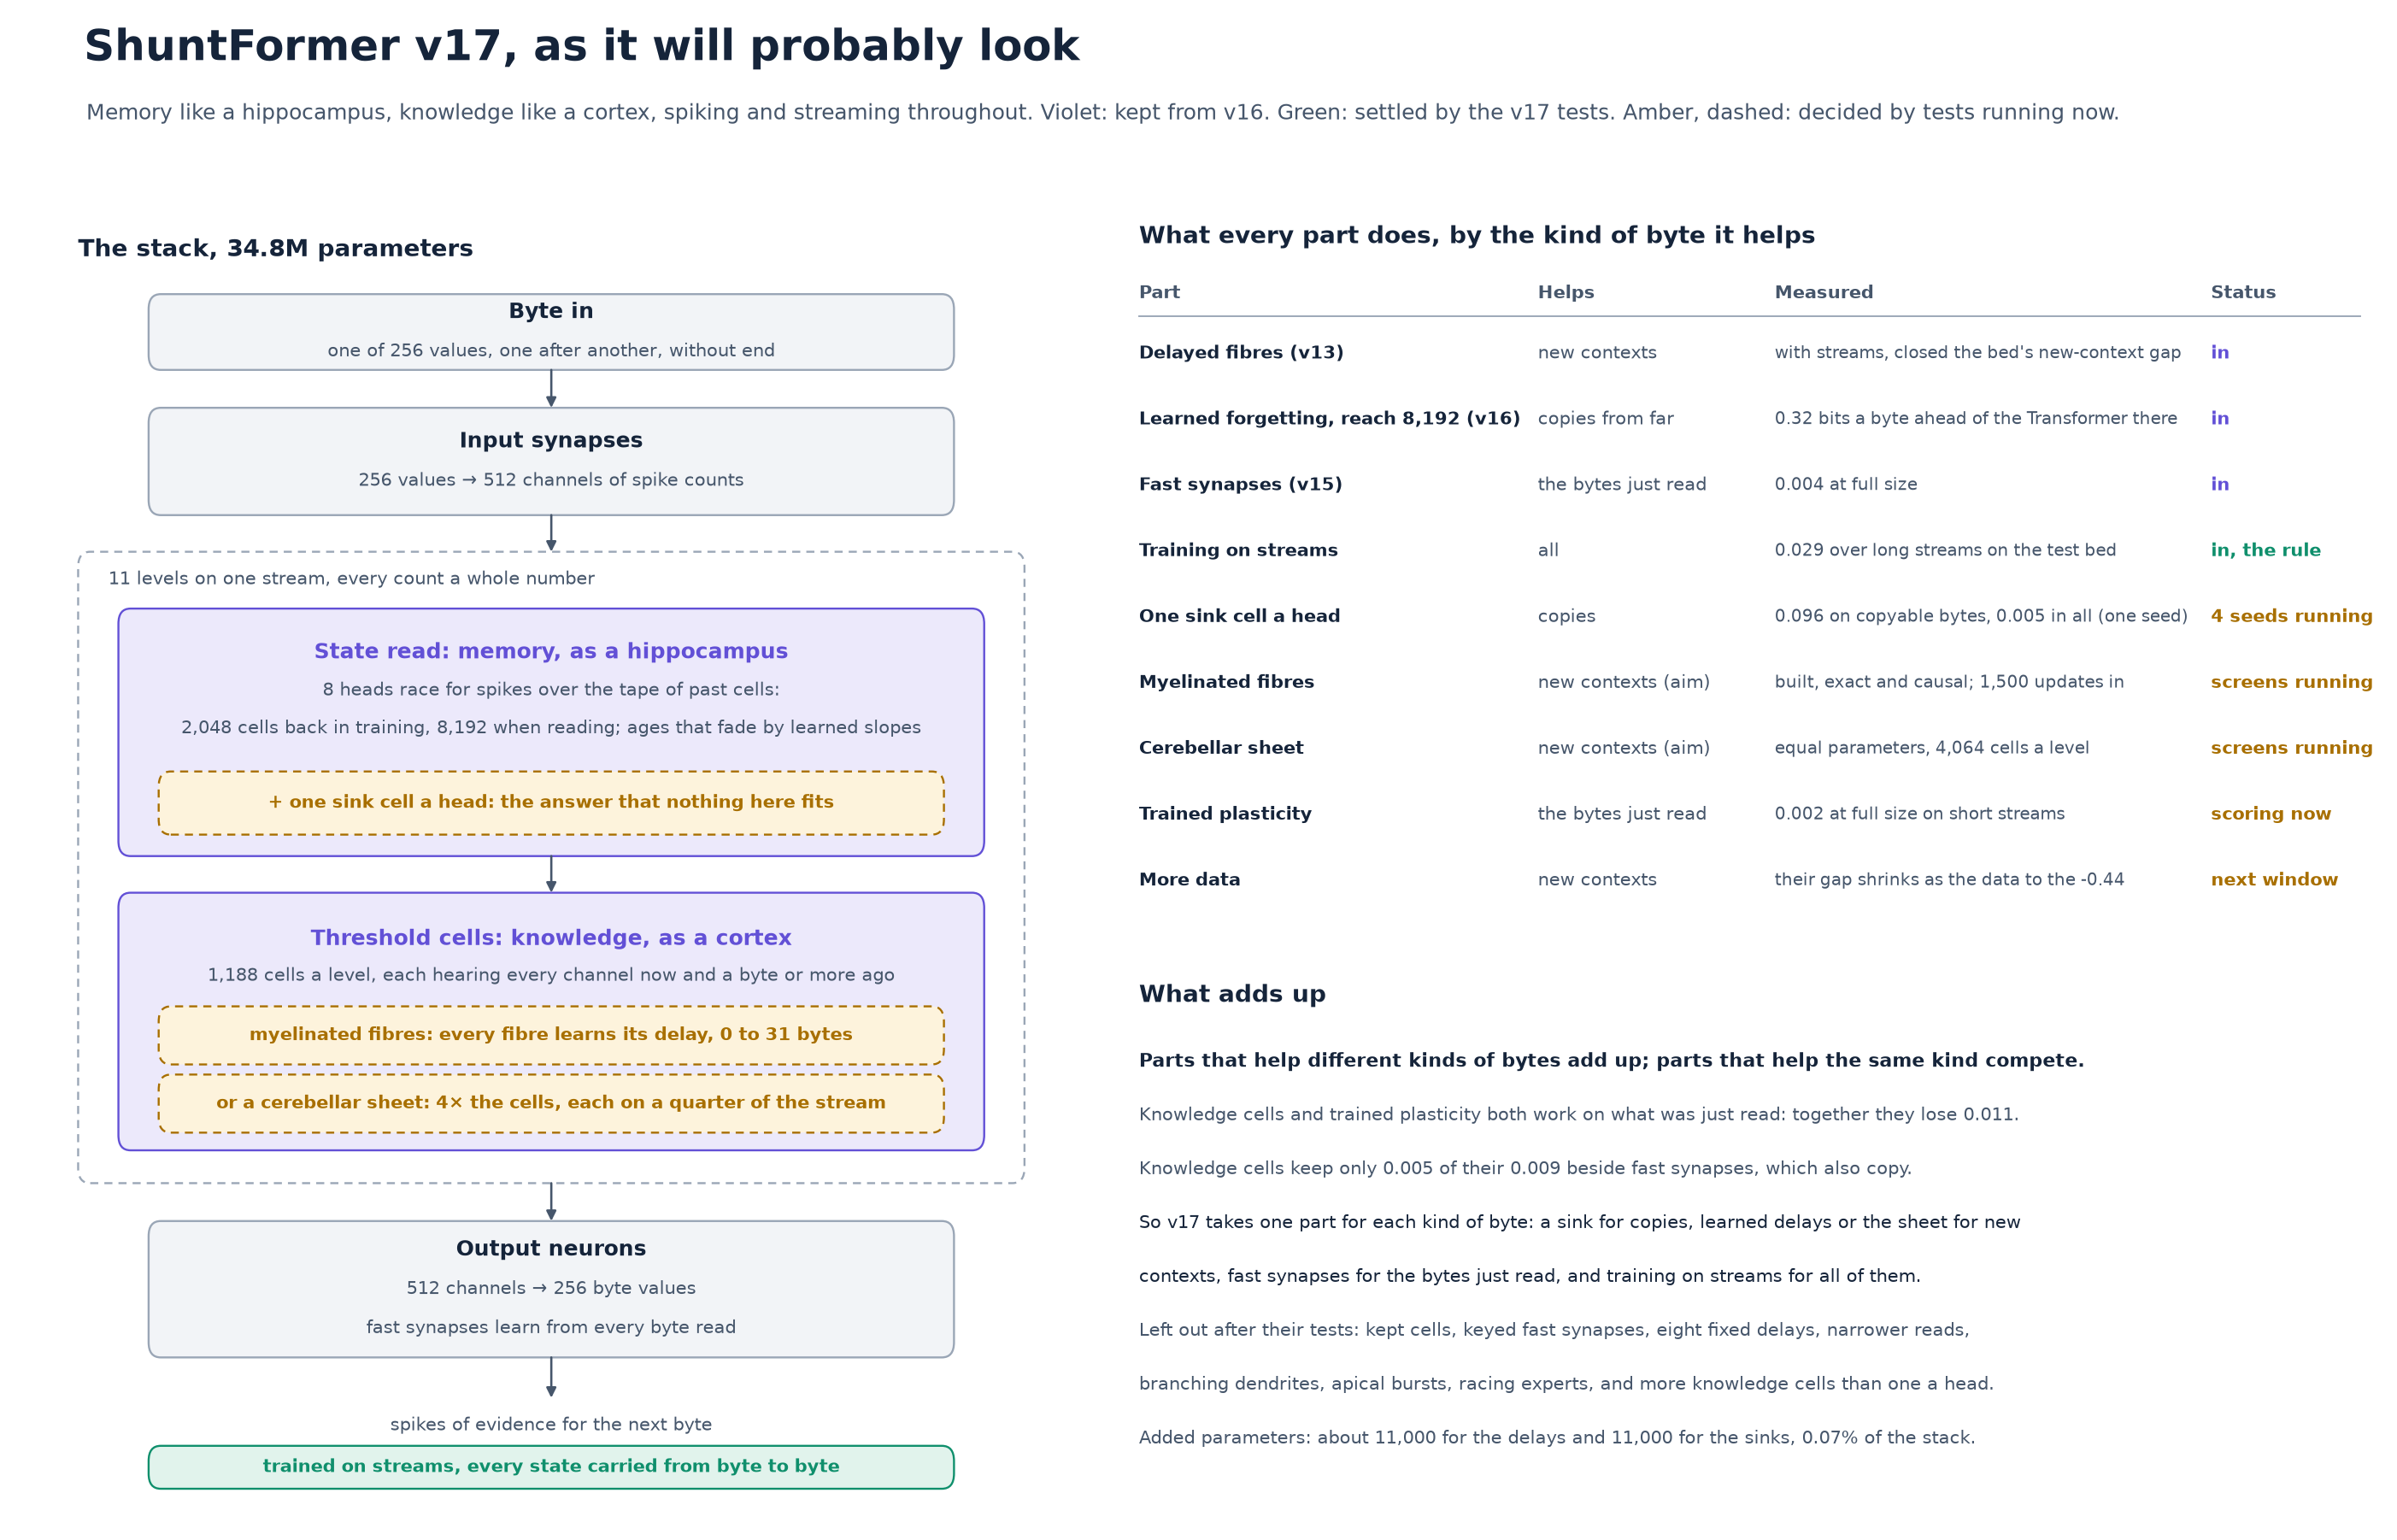 ShuntFormer v17, as it will probably look
Memory like a hippocampus, knowledge like a cortex, spiking and streaming throughout. Violet: kept from v16. Green: settled by the v17 tests. Amber, dashed: decided by tests running now.
The stack, 34.8M parameters
Byte in
one of 256 values, one after another, without end
Input synapses
256 values → 512 channels of spike counts
11 levels on one stream, every count a whole number
State read: memory, as a hippocampus
8 heads race for spikes over the tape of past cells:
2,048 cells back in training, 8,192 when reading; ages that fade by learned slopes
+ one sink cell a head: the answer that nothing here fits
Threshold cells: knowledge, as a cortex
1,188 cells a level, each hearing every channel now and a byte or more ago
myelinated fibres: every fibre learns its delay, 0 to 31 bytes
or a cerebellar sheet: 4× the cells, each on a quarter of the stream
Output neurons
512 channels → 256 byte values
fast synapses learn from every byte read
spikes of evidence for the next byte
trained on streams, every state carried from byte to byte
What every part does, by the kind of byte it helps
Part Helps Measured Status
Delayed fibres (v13) new contexts with streams, closed the bed's new-context gap in
Learned forgetting, reach 8,192 (v16) copies from far 0.32 bits a byte ahead of the Transformer there in
Fast synapses (v15) the bytes just read 0.004 at full size in
Training on streams all 0.029 over long streams on the test bed in, the rule
One sink cell a head copies 0.096 on copyable bytes, 0.005 in all (one seed) 4 seeds running
Myelinated fibres new contexts (aim) built, exact and causal; 1,500 updates in screens running
Cerebellar sheet new contexts (aim) equal parameters, 4,064 cells a level screens running
Trained plasticity the bytes just read 0.002 at full size on short streams scoring now
More data new contexts their gap shrinks as the data to the -0.44 next window
What adds up
Parts that help different kinds of bytes add up; parts that help the same kind compete.
Knowledge cells and trained plasticity both work on what was just read: together they lose 0.011.
Knowledge cells keep only 0.005 of their 0.009 beside fast synapses, which also copy.
So v17 takes one part for each kind of byte: a sink for copies, learned delays or the sheet for new
contexts, fast synapses for the bytes just read, and training on streams for all of them.
Left out after their tests: kept cells, keyed fast synapses, eight fixed delays, narrower reads,
branching dendrites, apical bursts, racing experts, and more knowledge cells than one a head.
Added parameters: about 11,000 for the delays and 11,000 for the sinks, 0.07% of the stack.